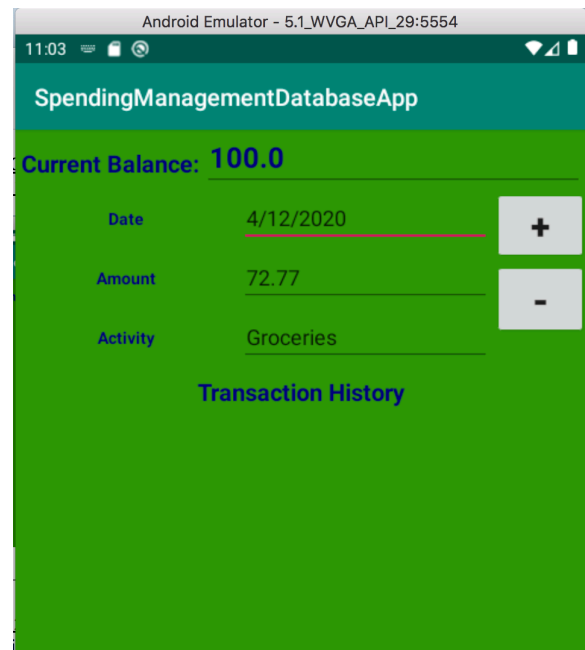 Android Emulator - 5.1_WVGA_API_29:5554
11:03
SpendingManagementDatabaseApp
Current Balance: 100.0
Date 4/12/2020 +
Amount 72.77
-
Activity Groceries
Transaction History